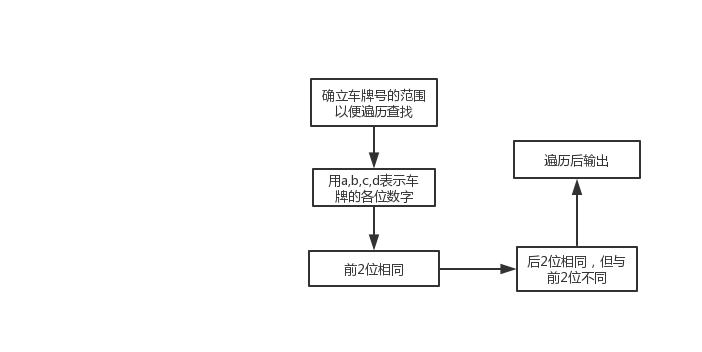 确立车牌号的范围
以便遍历查找
用a,b,c,d表示车
牌的各位数字
前2位相同
后2位相同，但与
前2位不同
遍历后输出